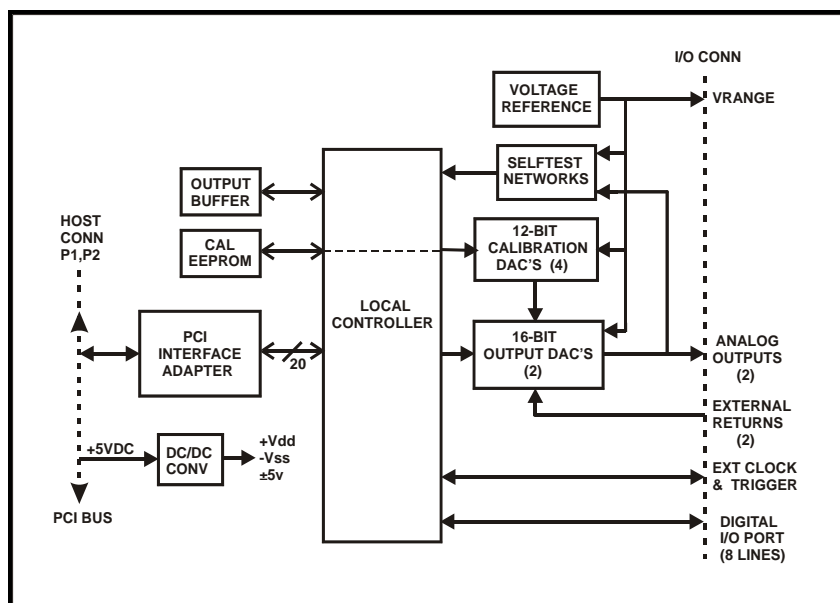 I/O CONN
VOLTAGE
REFERENCE
VRANGE
SELFTEST
NETWORKS
OUTPUT
BUFFER
HOST
CONN
P1,P2
CAL
EEPROM
12-BIT
CALIBRATION
DAC'S (4)
LOCAL
CONTROLLER
PCI
INTERFACE
ADAPTER
20
16-BIT
OUTPUT DAC'S
(2)
ANALOG
OUTPUTS
(2)
EXTERNAL
RETURNS
(2)
+5VDC
DC/DC
CONV
+Vdd
-Vss
±5v
EXT CLOCK
& TRIGGER
PCI BUS
DIGITAL
I/O PORT
(8 LINES)